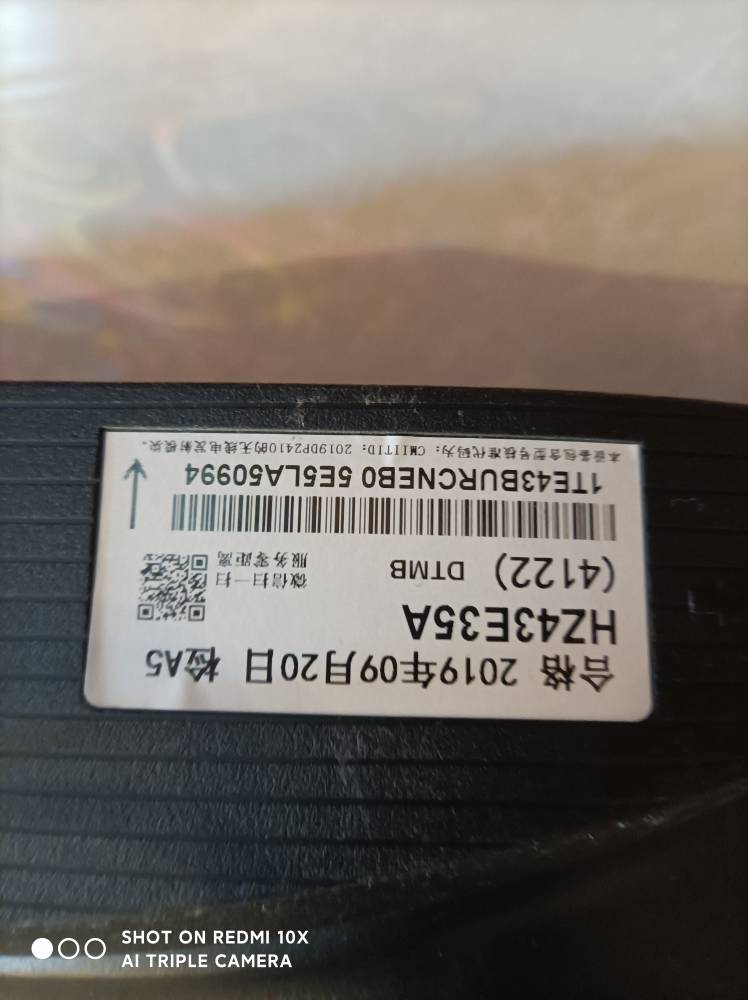 合格 2019年09月20日 检A5
HZ43E35A
(4122) DTMB
微信扫一扫
服务零距离
1TE43BURCNEB0 5E5LA50994
本设备包含型号核准代码为: CMIITID: 2019DP2410的无线电发射模块。
SHOT ON REDMI 10X
AI TRIPLE CAMERA